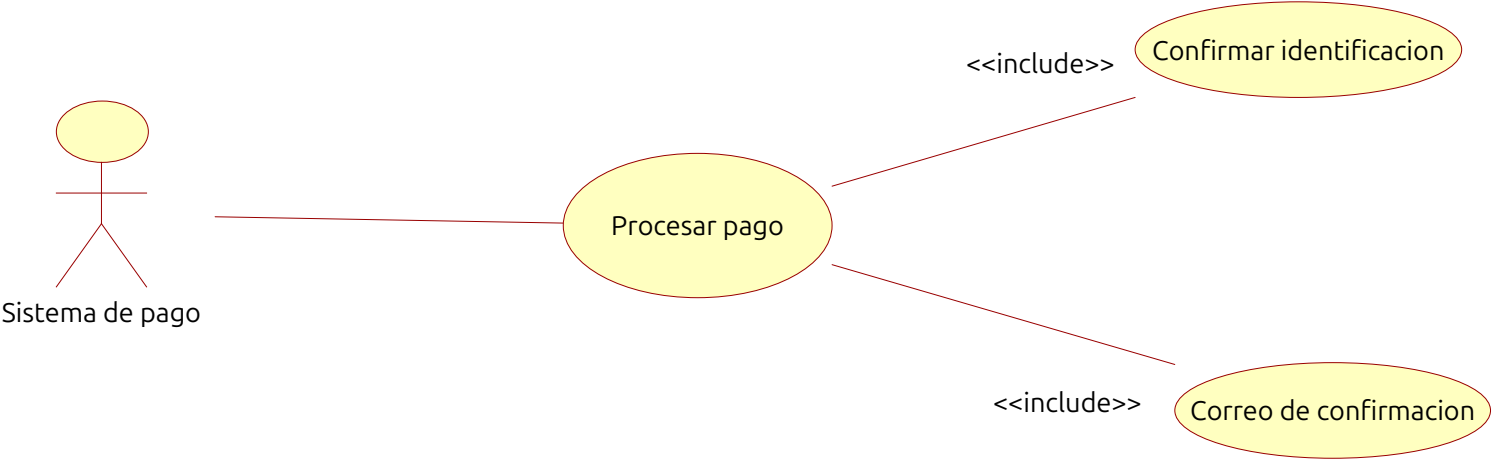 Confirmar identificacion
<<include>>
Procesar pago
Sistema de pago
<<include>>
Correo de confirmacion